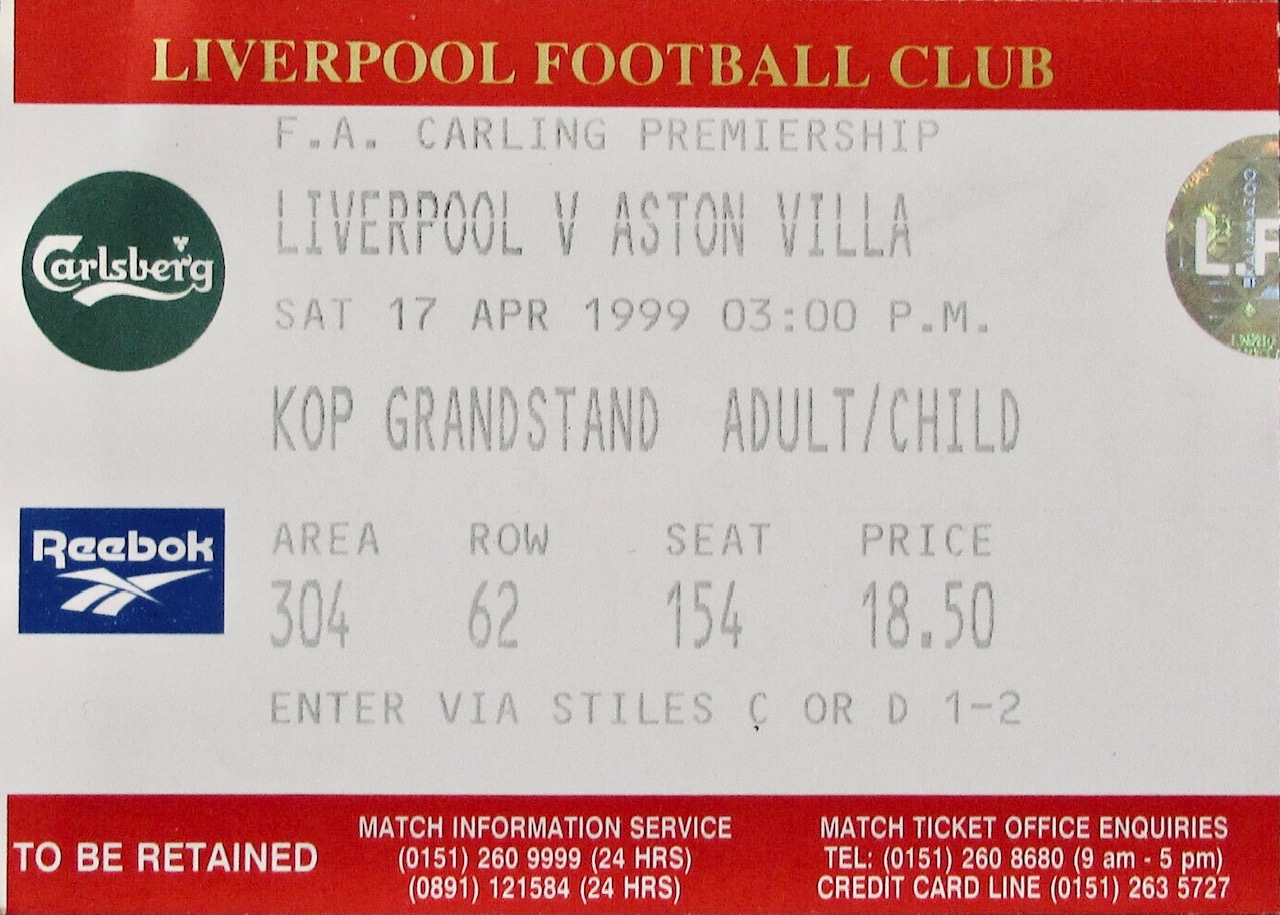 LIVERPOOL FOOTBALL CLUB
F.A. CARLING PREMIERSHIP
LIVERPOOL V ASTON VILLA
SAT 17 APR 1999 03:00 P.M.
KOP GRANDSTAND ADULT/CHILD
Carlsberg
L.F
KALAMAZOO
Reebok
AREA ROW SEAT PRICE
304 62 154 18.50
ENTER VIA STILES C OR D 1-2
TO BE RETAINED
MATCH INFORMATION SERVICE
(0151) 260 9999 (24 HRS)
(0891) 121584 (24 HRS)
MATCH TICKET OFFICE ENQUIRIES
TEL: (0151) 260 8680 (9 am - 5 pm)
CREDIT CARD LINE (0151) 263 5727